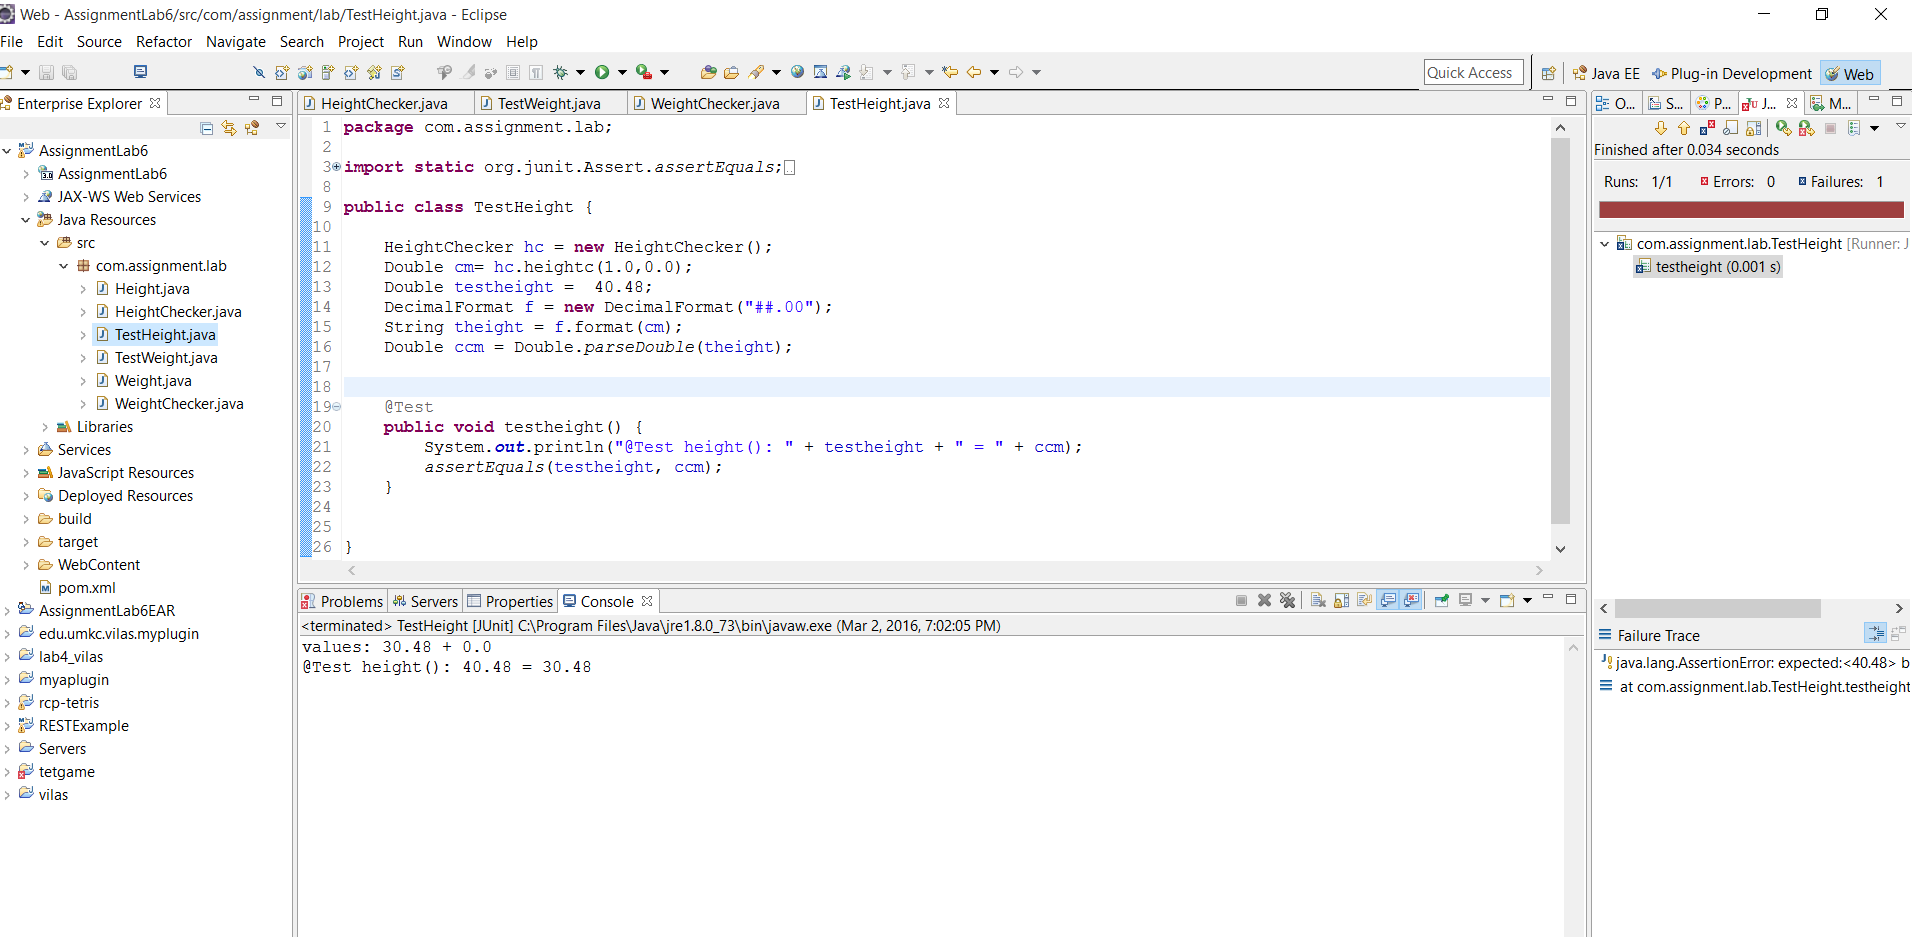 Web - AssignmentLab6/src/com/assignment/lab/TestHeight.java - Eclipse
File Edit Source Refactor Navigate Search Project Run Window Help
Quick Access Java EE Plug-in Development Web
Enterprise Explorer
AssignmentLab6
AssignmentLab6
JAX-WS Web Services
Java Resources
src
com.assignment.lab
Height.java
HeightChecker.java
TestHeight.java
TestWeight.java
Weight.java
WeightChecker.java
Libraries
Services
JavaScript Resources
Deployed Resources
build
target
WebContent
pom.xml
AssignmentLab6EAR
edu.umkc.vilas.myplugin
lab4_vilas
myaplugin
rcp-tetris
RESTExample
Servers
tetgame
vilas
HeightChecker.java TestWeight.java WeightChecker.java TestHeight.java
1 package com.assignment.lab;
2
3 import static org.junit.Assert.assertEquals;
8
9 public class TestHeight {
10
11 HeightChecker hc = new HeightChecker();
12 Double cm= hc.heightc(1.0,0.0);
13 Double testheight =  40.48;
14 DecimalFormat f = new DecimalFormat("##.00");
15 String theight = f.format(cm);
16 Double ccm = Double.parseDouble(theight);
17
18
19 @Test
20 public void testheight() {
21 System.out.println("@Test height(): " + testheight + " = " + ccm);
22 assertEquals(testheight, ccm);
23 }
24
25
26 }
Problems Servers Properties Console
<terminated> TestHeight [JUnit] C:\Program Files\Java\jre1.8.0_73\bin\javaw.exe (Mar 2, 2016, 7:02:05 PM)
values: 30.48 + 0.0
@Test height(): 40.48 = 30.48
O... S... P... J... M...
Finished after 0.034 seconds
Runs: 1/1 Errors: 0 Failures: 1
com.assignment.lab.TestHeight [Runner: J
testheight (0.001 s)
Failure Trace
java.lang.AssertionError: expected:<40.48> b
at com.assignment.lab.TestHeight.testheight